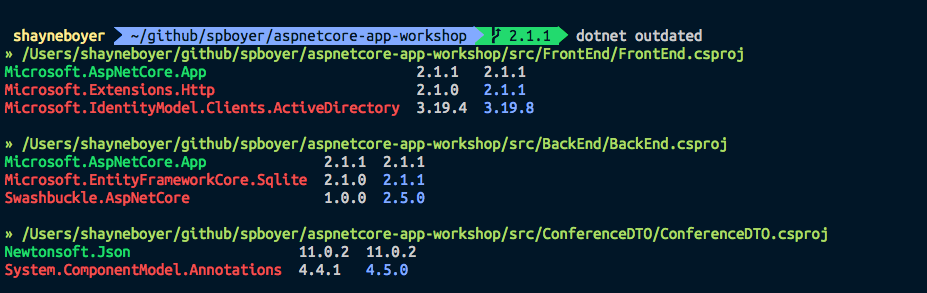 shayneboyer ~/github/spboyer/aspnetcore-app-workshop 2.1.1 dotnet outdated
» /Users/shayneboyer/github/spboyer/aspnetcore-app-workshop/src/FrontEnd/FrontEnd.csproj
Microsoft.AspNetCore.App 2.1.1 2.1.1
Microsoft.Extensions.Http 2.1.0 2.1.1
Microsoft.IdentityModel.Clients.ActiveDirectory 3.19.4 3.19.8
» /Users/shayneboyer/github/spboyer/aspnetcore-app-workshop/src/BackEnd/BackEnd.csproj
Microsoft.AspNetCore.App 2.1.1 2.1.1
Microsoft.EntityFrameworkCore.Sqlite 2.1.0 2.1.1
Swashbuckle.AspNetCore 1.0.0 2.5.0
» /Users/shayneboyer/github/spboyer/aspnetcore-app-workshop/src/ConferenceDTO/ConferenceDTO.csproj
Newtonsoft.Json 11.0.2 11.0.2
System.ComponentModel.Annotations 4.4.1 4.5.0